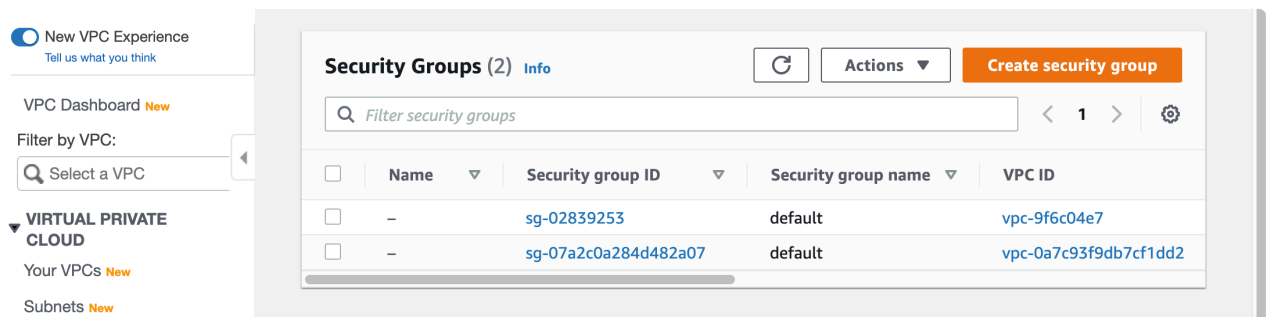 New VPC Experience
Tell us what you think
VPC Dashboard New
Filter by VPC:
Select a VPC
VIRTUAL PRIVATE
CLOUD
Your VPCs New
Subnets New
Security Groups (2) Info
Actions
Create security group
Filter security groups
1
Name Security group ID Security group name VPC ID
– sg-02839253 default vpc-9f6c04e7
– sg-07a2c0a284d482a07 default vpc-0a7c93f9db7cf1dd2